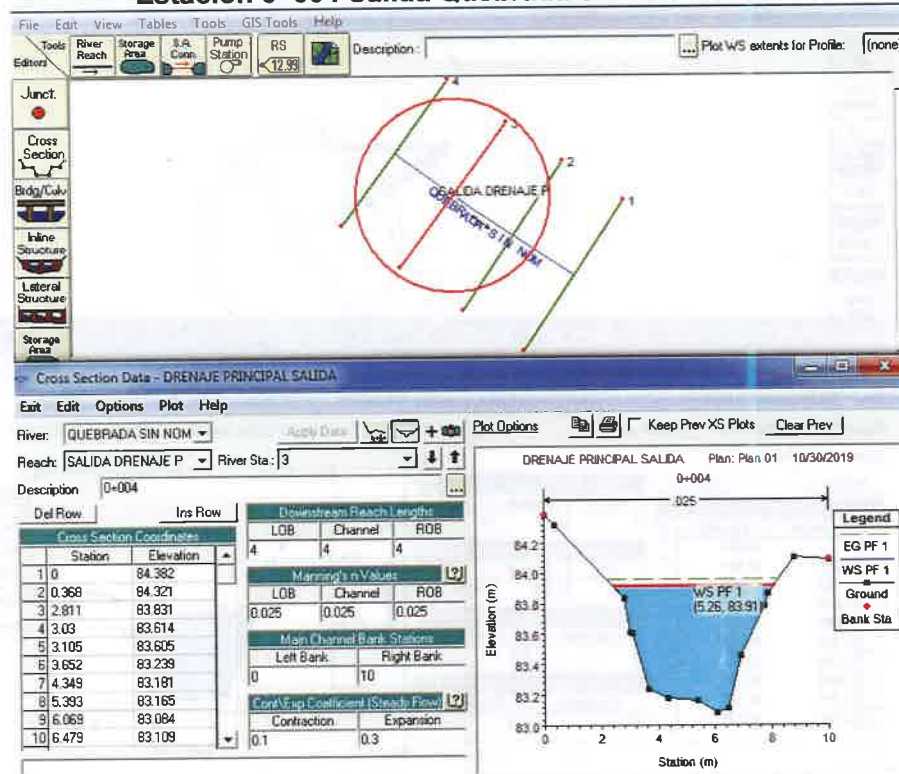 File Edit View Tables Tools GIS Tools Help
Tools
Editors
River Reach
Storage Area
S.A. Conn.
Pump Station
RS
12.99
Description :
...
Plot WS extents for Profile:
(none)
Junct.
Cross Section
Brdg/Culv
Inline Structure
Lateral Structure
Storage Area
4
3
2
1
SALIDA DRENAJE P
QUEBRADA SIN NOM
Cross Section Data - DRENAJE PRINCIPAL SALIDA
Exit Edit Options Plot Help
River: QUEBRADA SIN NOM
Apply Data
Plot Options
Keep Prev XS Plots
Clear Prev
Reach: SALIDA DRENAJE P River Sta.: 3
Description 0+004
...
Del Row Ins Row
Cross Section Coordinates
Station Elevation
1 0 84.382
2 0.368 84.321
3 2.811 83.831
4 3.03 83.614
5 3.105 83.605
6 3.652 83.239
7 4.349 83.181
8 5.393 83.165
9 6.069 83.084
10 6.479 83.109
Downstream Reach Lengths
LOB Channel ROB
4 4 4
Manning's n Values [?]
LOB Channel ROB
0.025 0.025 0.025
Main Channel Bank Stations
Left Bank Right Bank
0 10
Cont\Exp Coefficient (Steady Flow) [?]
Contraction Expansion
0.1 0.3
DRENAJE PRINCIPAL SALIDA Plan: Plan 01 10/30/2019
0+004
.025
Elevation (m)
84.2
84.0
83.8
83.6
83.4
83.2
83.0
WS PF 1
(5.26, 83.91)
0 2 4 6 8 10
Station (m)
Legend
EG PF 1
WS PF 1
Ground
Bank Sta